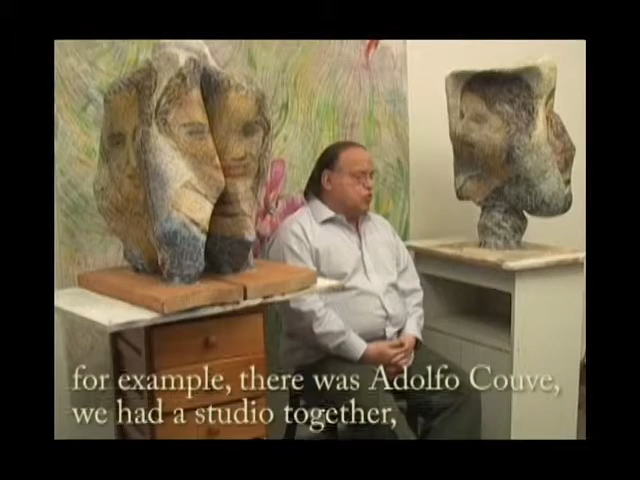 for example, there was Adolfo Couve,
we had a studio together,